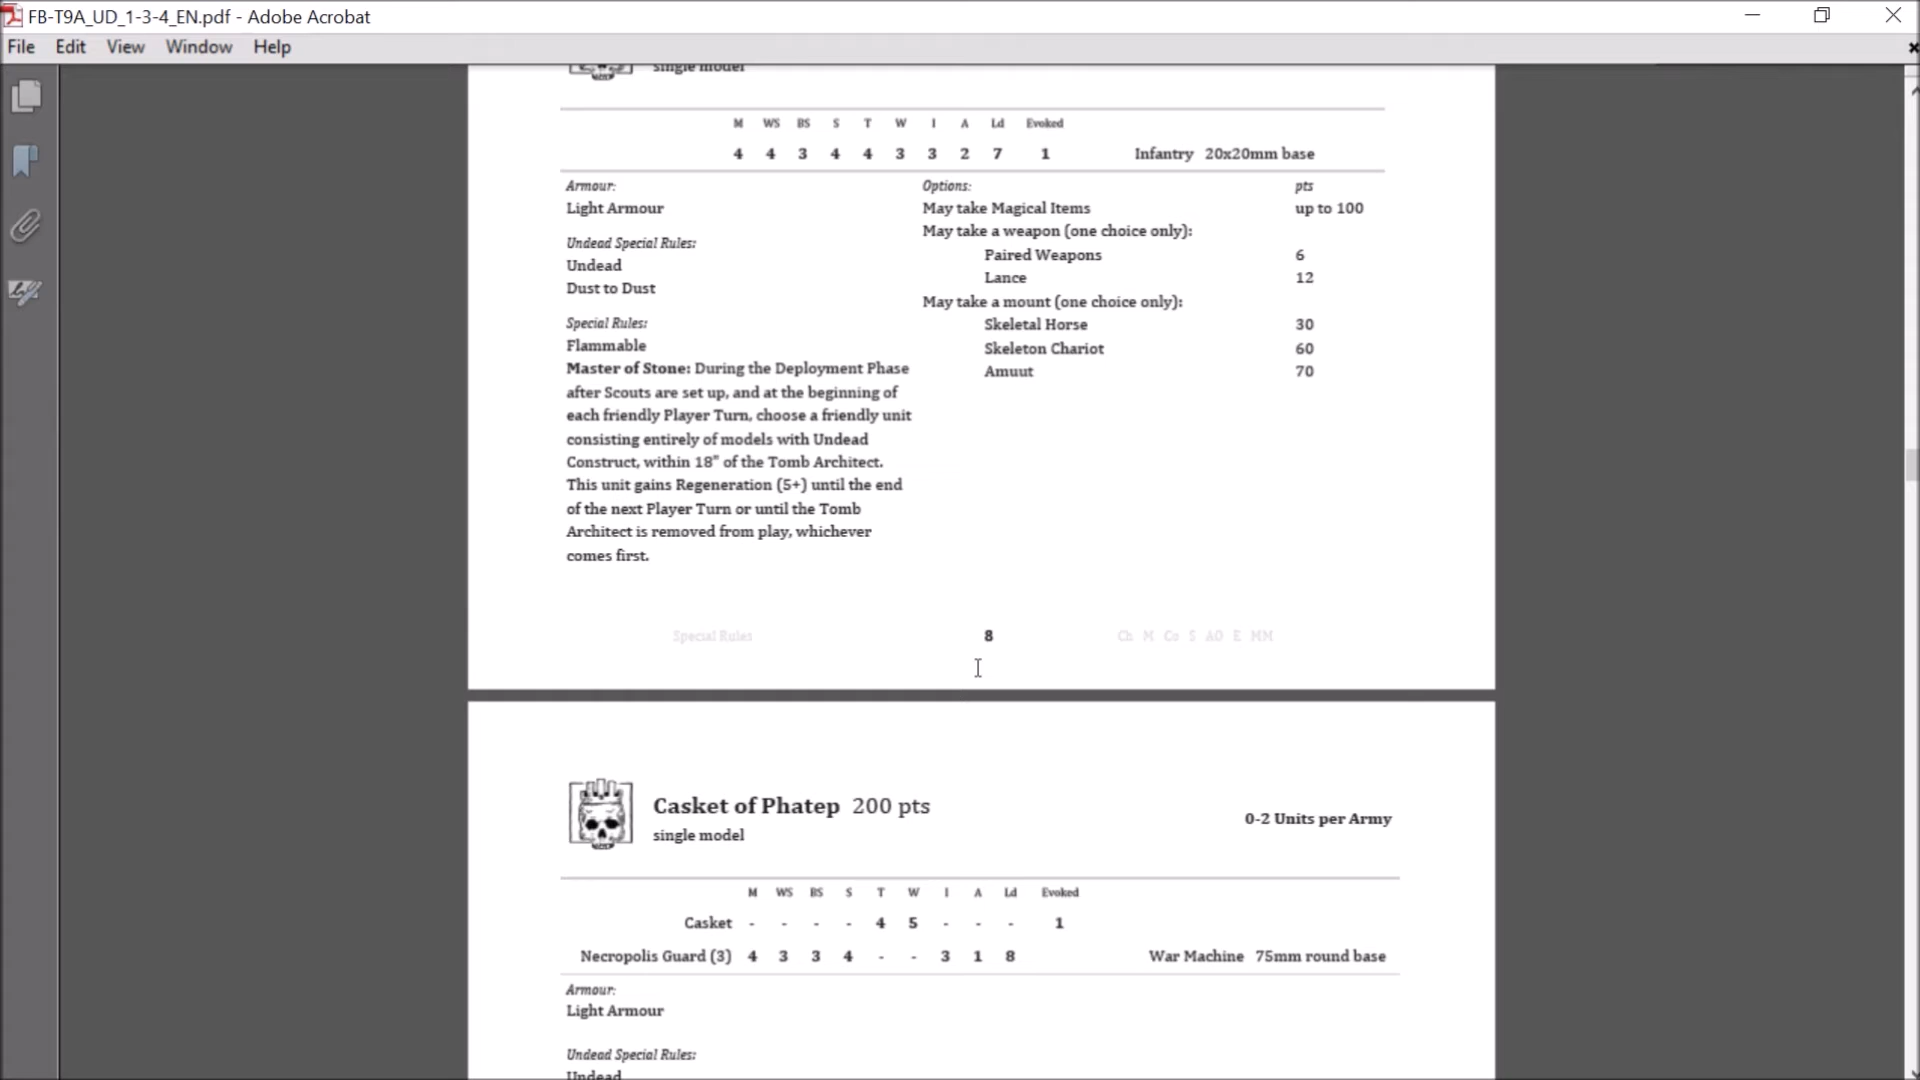 FB-T9A_UD_1-3-4_EN.pdf - Adobe Acrobat
File Edit View Window Help
single model
M WS BS S T W I A Ld Evoked
4 4 3 4 4 3 3 2 7 1 Infantry 20x20mm base
Armour:
Light Armour
Undead Special Rules:
Undead
Dust to Dust
Special Rules:
Flammable
Master of Stone: During the Deployment Phase
after Scouts are set up, and at the beginning of
each friendly Player Turn, choose a friendly unit
consisting entirely of models with Undead
Construct, within 18" of the Tomb Architect.
This unit gains Regeneration (5+) until the end
of the next Player Turn or until the Tomb
Architect is removed from play, whichever
comes first.
Options: pts
May take Magical Items up to 100
May take a weapon (one choice only):
Paired Weapons 6
Lance 12
May take a mount (one choice only):
Skeletal Horse 30
Skeleton Chariot 60
Amuut 70
Special Rules 8 Ch M Co S AO E MM
Casket of Phatep 200 pts
single model
0-2 Units per Army
M WS BS S T W I A Ld Evoked
Casket - - - - 4 5 - - - 1
Necropolis Guard (3) 4 3 3 4 - - 3 1 8 War Machine 75mm round base
Armour:
Light Armour
Undead Special Rules:
Undead